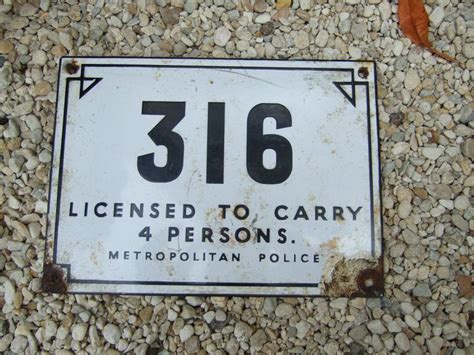 316
LICENSED TO CARRY
4 PERSONS.
METROPOLITAN POLICE